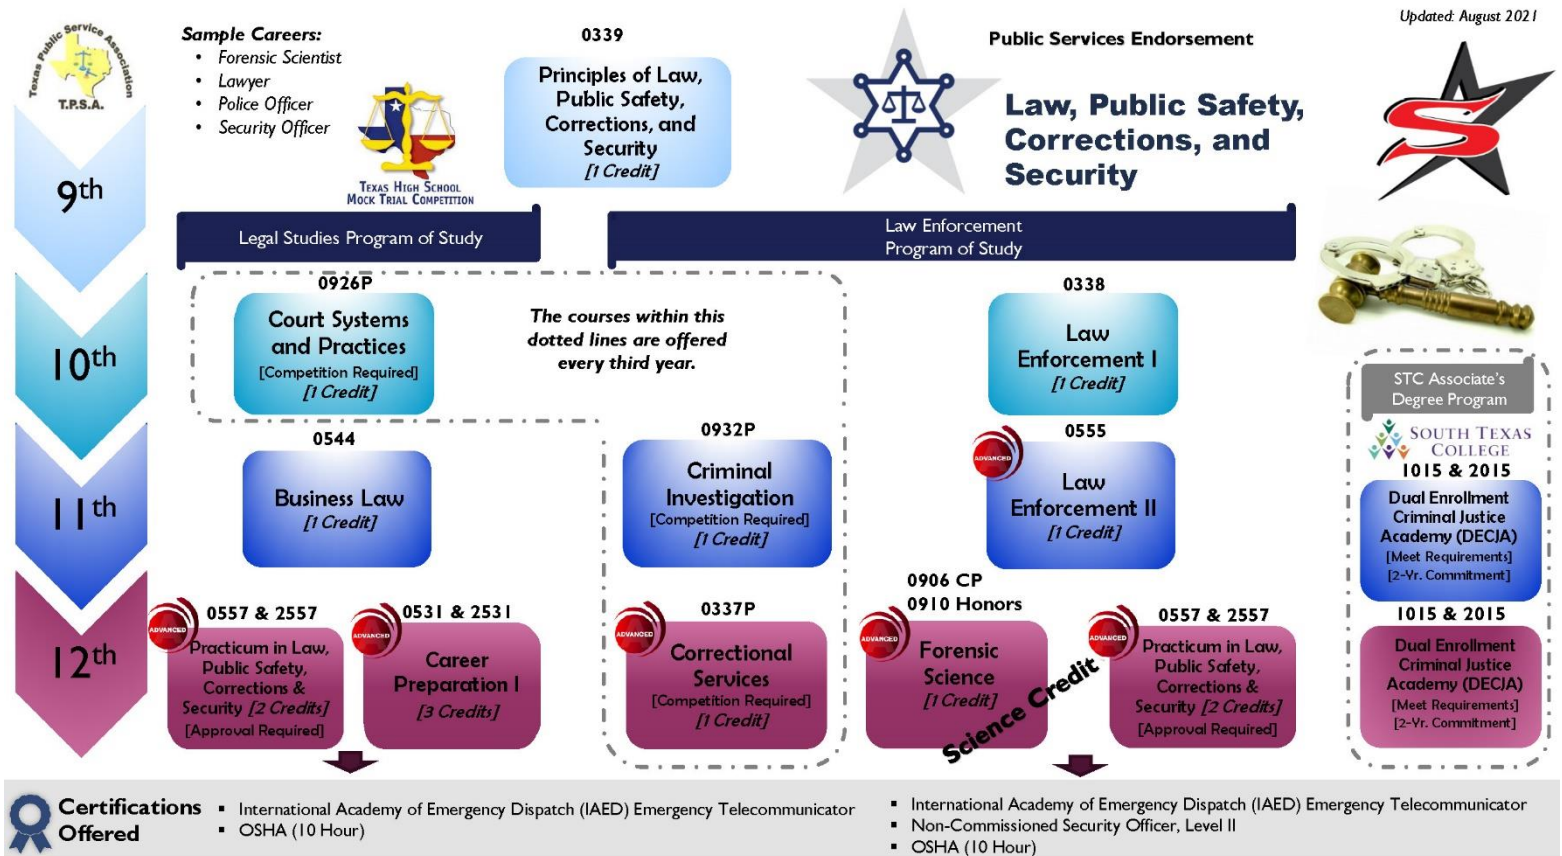 Updated: August 2021
Texas Public Service Association
T.P.S.A.
Sample Careers:
• Forensic Scientist
• Lawyer
• Police Officer
• Security Officer
TEXAS HIGH SCHOOL
MOCK TRIAL COMPETITION
0339
Principles of Law,
Public Safety,
Corrections, and
Security
[1 Credit]
Public Services Endorsement
Law, Public Safety,
Corrections, and
Security
S
9th
Legal Studies Program of Study
Law Enforcement
Program of Study
10th
0926P
Court Systems
and Practices
[Competition Required]
[1 Credit]
The courses within this
dotted lines are offered
every third year.
0338
Law
Enforcement I
[1 Credit]
STC Associate's
Degree Program
SOUTH TEXAS
COLLEGE
11th
0544
Business Law
[1 Credit]
0932P
Criminal
Investigation
[Competition Required]
[1 Credit]
ADVANCED
0555
Law
Enforcement II
[1 Credit]
1015 & 2015
Dual Enrollment
Criminal Justice
Academy (DECJA)
[Meet Requirements]
[2-Yr. Commitment]
12th
ADVANCED
0557 & 2557
Practicum in Law,
Public Safety,
Corrections &
Security [2 Credits]
[Approval Required]
ADVANCED
0531 & 2531
Career
Preparation I
[3 Credits]
ADVANCED
0337P
Correctional
Services
[Competition Required]
[1 Credit]
ADVANCED
0906 CP
0910 Honors
Forensic
Science
[1 Credit]
Science Credit
ADVANCED
0557 & 2557
Practicum in Law,
Public Safety,
Corrections &
Security [2 Credits]
[Approval Required]
1015 & 2015
Dual Enrollment
Criminal Justice
Academy (DECJA)
[Meet Requirements]
[2-Yr. Commitment]
Certifications
Offered
▪ International Academy of Emergency Dispatch (IAED) Emergency Telecommunicator
▪ OSHA (10 Hour)
▪ International Academy of Emergency Dispatch (IAED) Emergency Telecommunicator
▪ Non-Commissioned Security Officer, Level II
▪ OSHA (10 Hour)